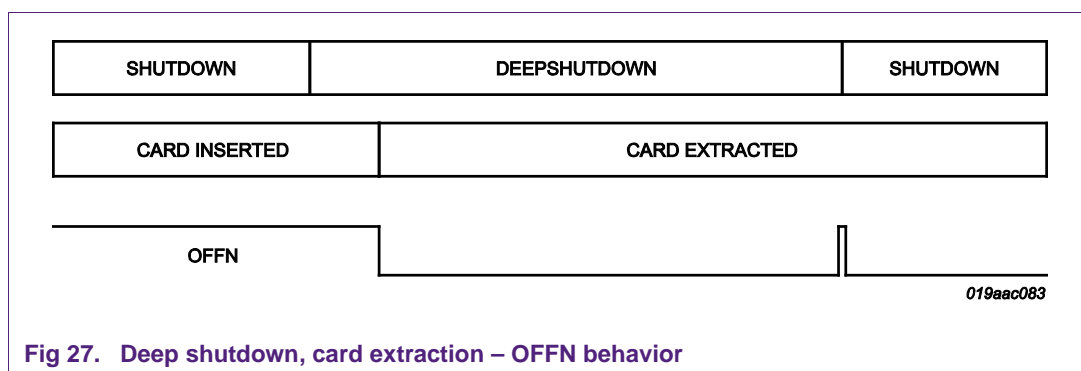 SHUTDOWN DEEPSHUTDOWN SHUTDOWN
CARD INSERTED CARD EXTRACTED
OFFN
019aac083
Fig 27. Deep shutdown, card extraction – OFFN behavior